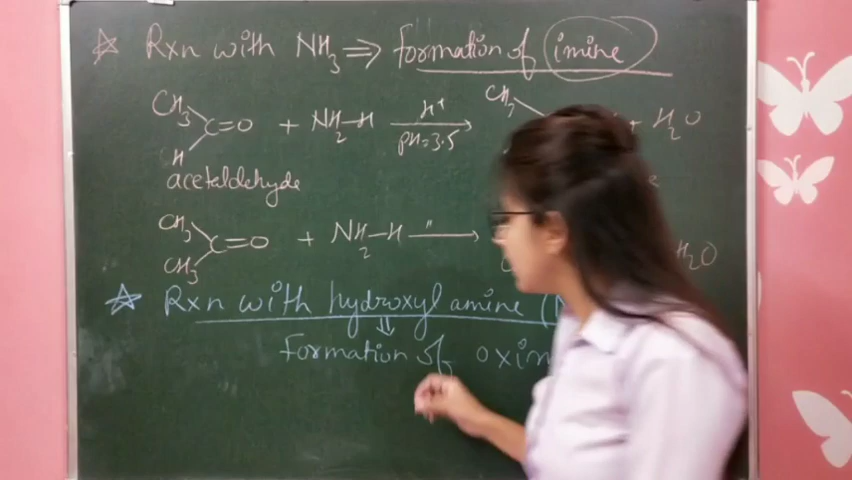 ☆ Rxn with NH3 ⇒ formation of imine
CH3
H
C=O + NH2-H H+ pH=3.5 → CH3 + H2O
acetaldehyde
CH3
CH3
C=O + NH2-H " → H2O
☆ Rxn with hydroxyl amine (
⇓
Formation of oxim